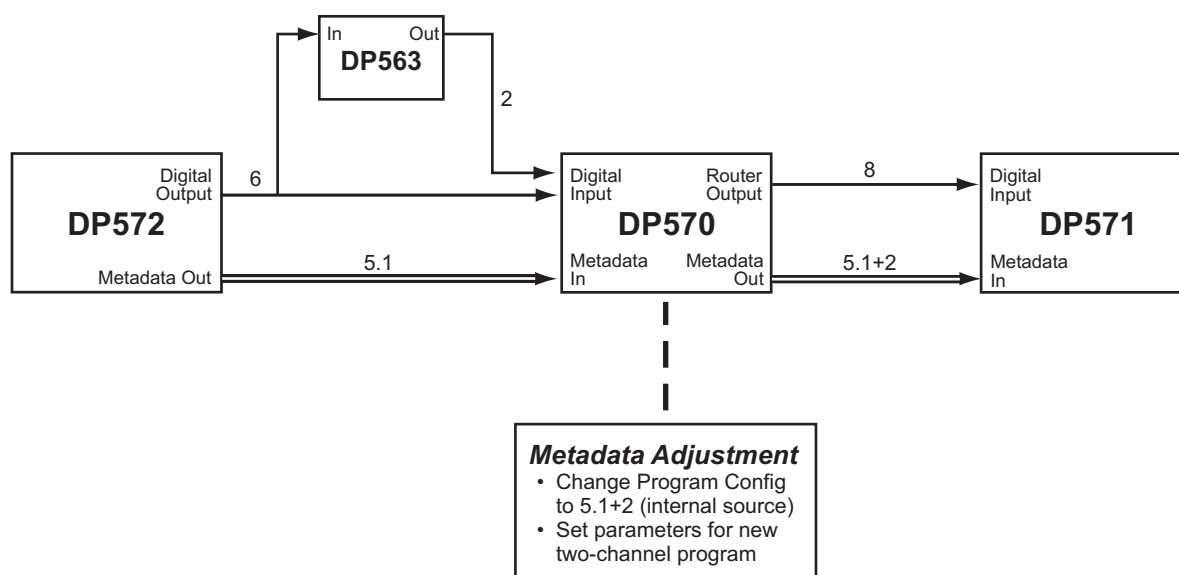 In Out
DP563
2
Digital
Output
6
DP572
Metadata Out
5.1
Digital
Input
Router
Output
DP570
Metadata
In
Metadata
Out
8
5.1+2
Digital
Input
DP571
Metadata
In
Metadata Adjustment
• Change Program Config
to 5.1+2 (internal source)
• Set parameters for new
two-channel program